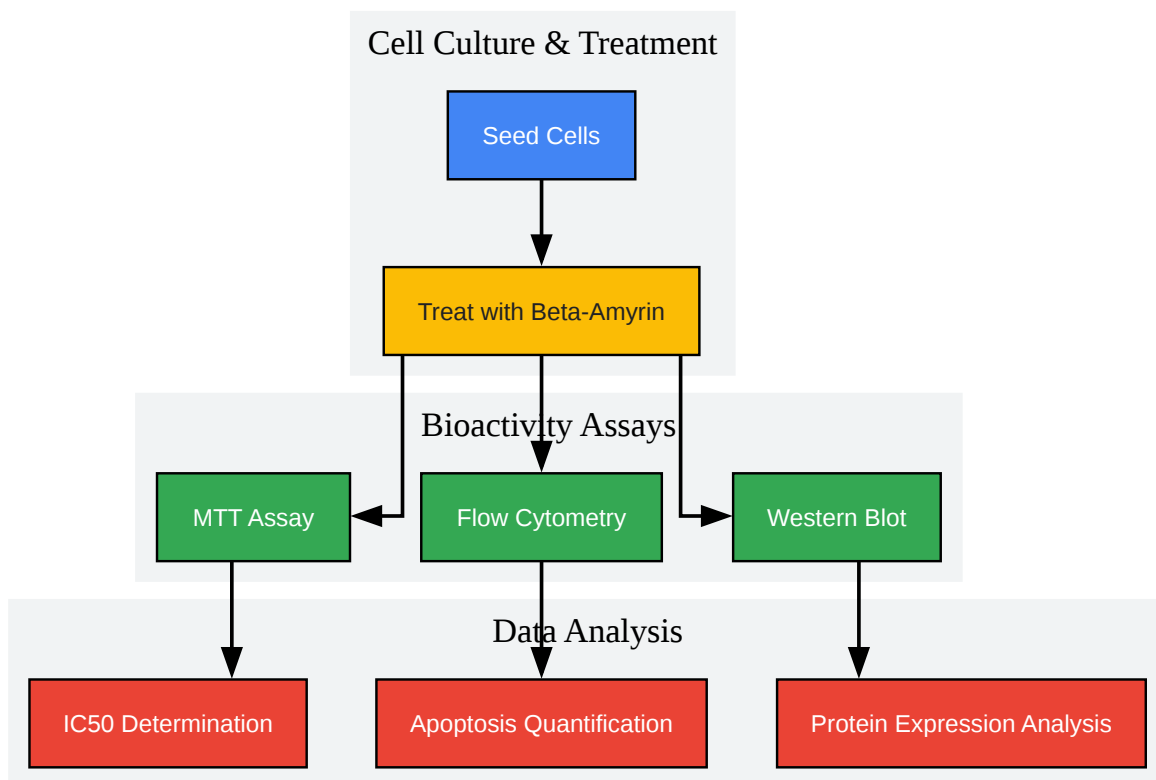 Cell Culture & Treatment
Seed Cells
Treat with Beta-Amyrin
Bioactivity Assays
MTT Assay
Flow Cytometry
Western Blot
Data Analysis
IC50 Determination
Apoptosis Quantification
Protein Expression Analysis